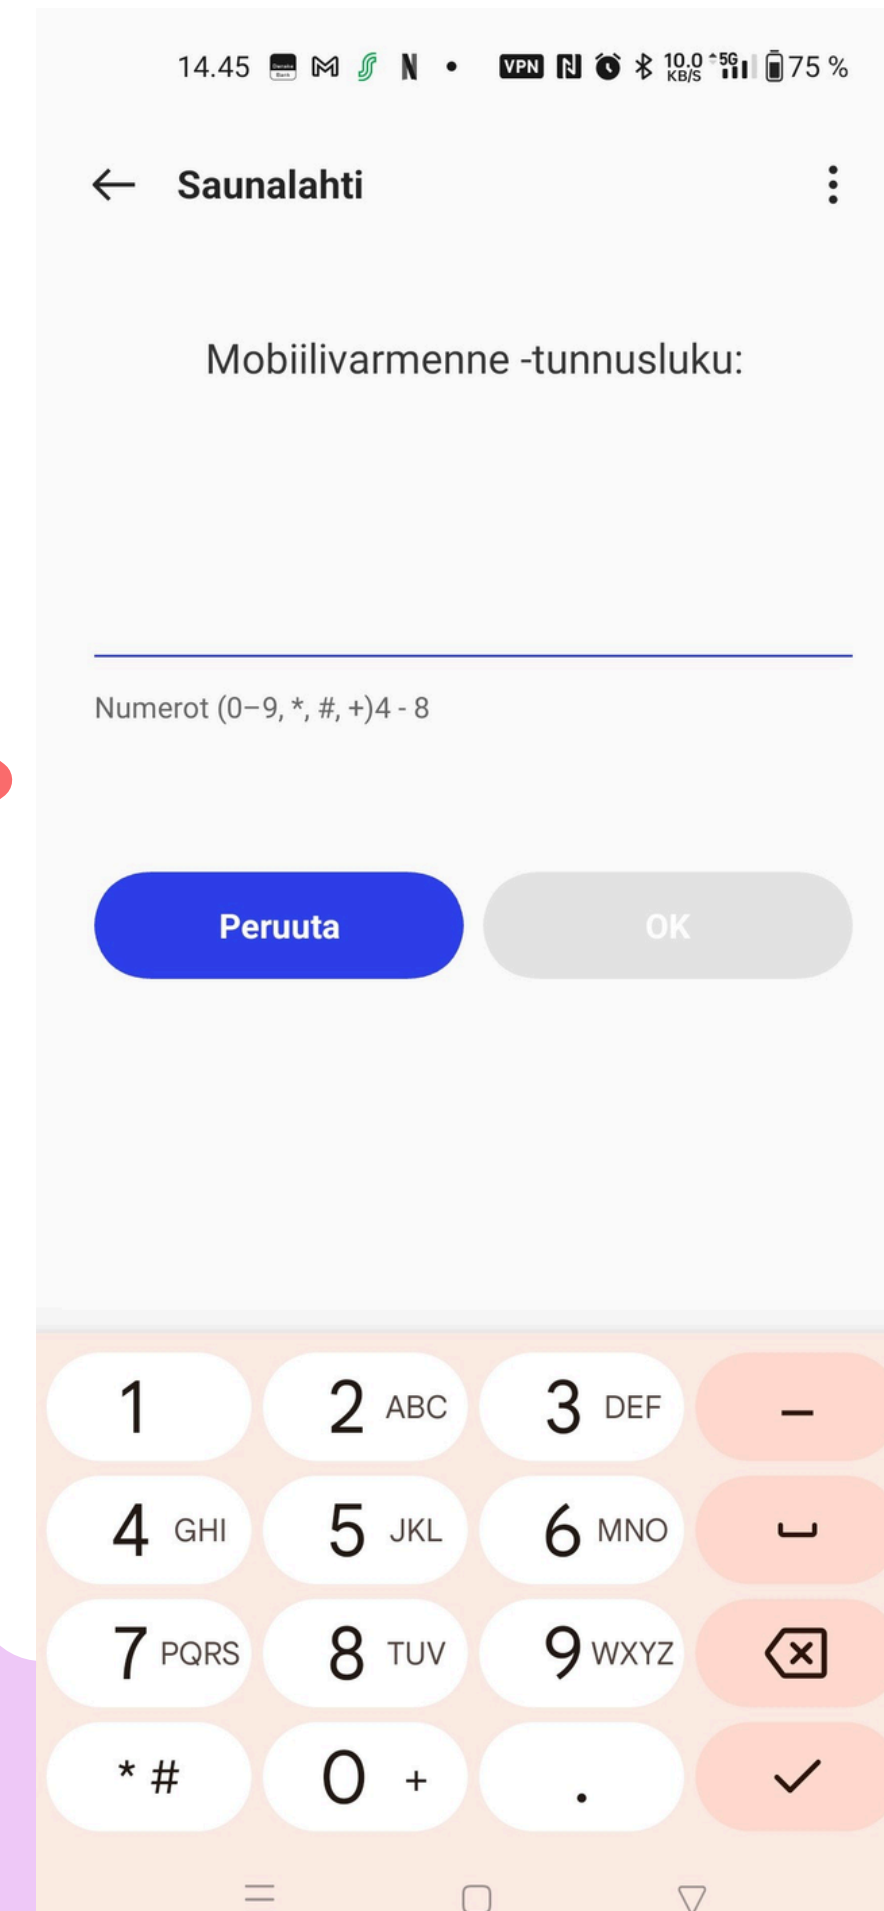 14.45 N • VPN N 10.0 KB/S 5G 75 %
Saunalahti
Mobiilivarmenne -tunnusluku:
Numerot (0–9, *, #, +)4 - 8
Peruuta OK
1 2 ABC 3 DEF –
4 GHI 5 JKL 6 MNO
7 PQRS 8 TUV 9 WXYZ
* # 0 + .